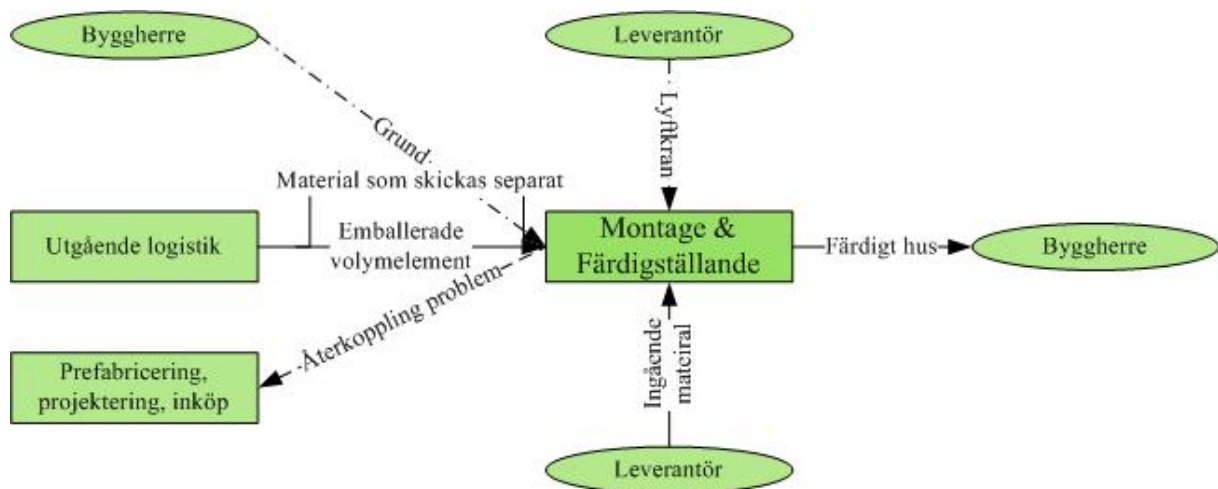 Byggherre
Leverantör
Grund
Lyftkran
Material som skickas separat
Utgående logistik
Emballerade
volymelement
Montage &
Färdigställande
Färdigt hus
Byggherre
Återkoppling problem
Prefabricering,
projektering, inköp
Ingående
mateiral
Leverantör